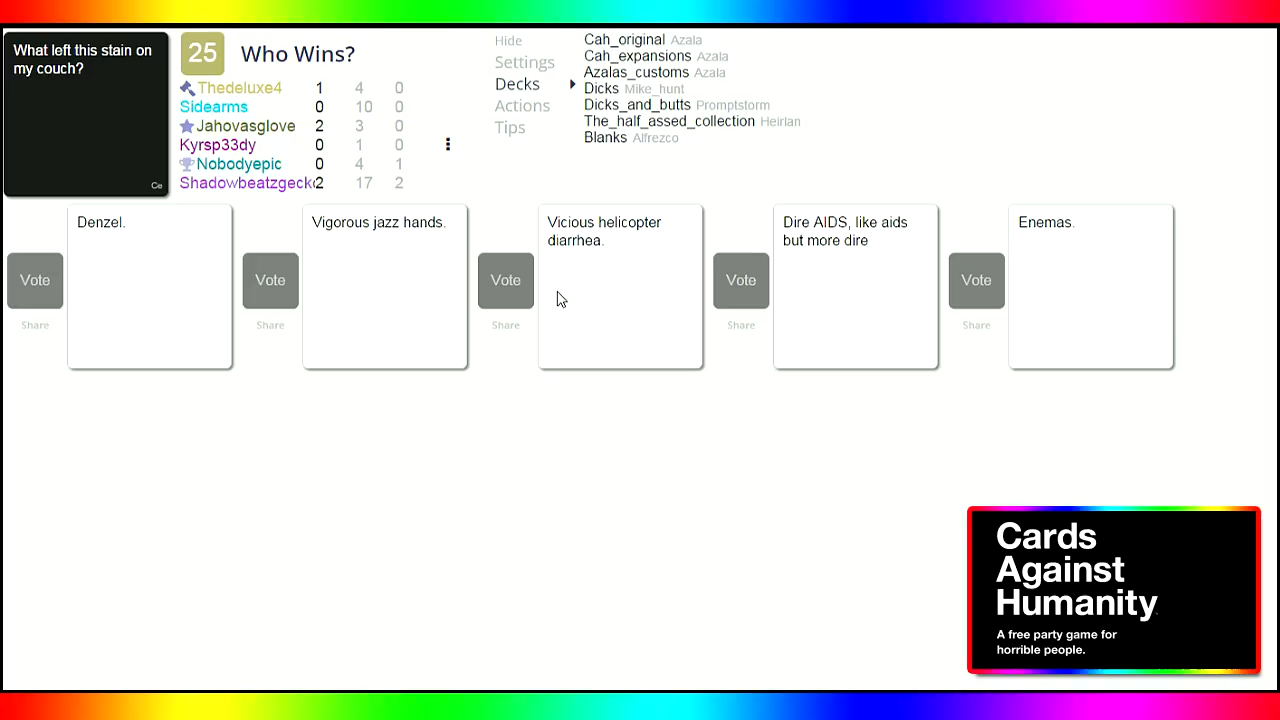 What left this stain on
my couch?
Ce
25 Who Wins?
Thedeluxe4 1 4 0
Sidearms 0 10 0
Jahovasglove 2 3 0
Kyrsp33dy 0 1 0
Nobodyepic 0 4 1
Shadowbeatzgeck 2 17 2
Hide
Settings
Decks
Actions
Tips
Cah_original Azala
Cah_expansions Azala
Azalas_customs Azala
Dicks Mike_hunt
Dicks_and_butts Promptstorm
The_half_assed_collection Heirlan
Blanks Alfrezco
Vote
Share
Denzel.
Vote
Share
Vigorous jazz hands.
Vote
Share
Vicious helicopter
diarrhea.
Vote
Share
Dire AIDS, like aids
but more dire
Vote
Share
Enemas.
Cards
Against
Humanity
A free party game for
horrible people.